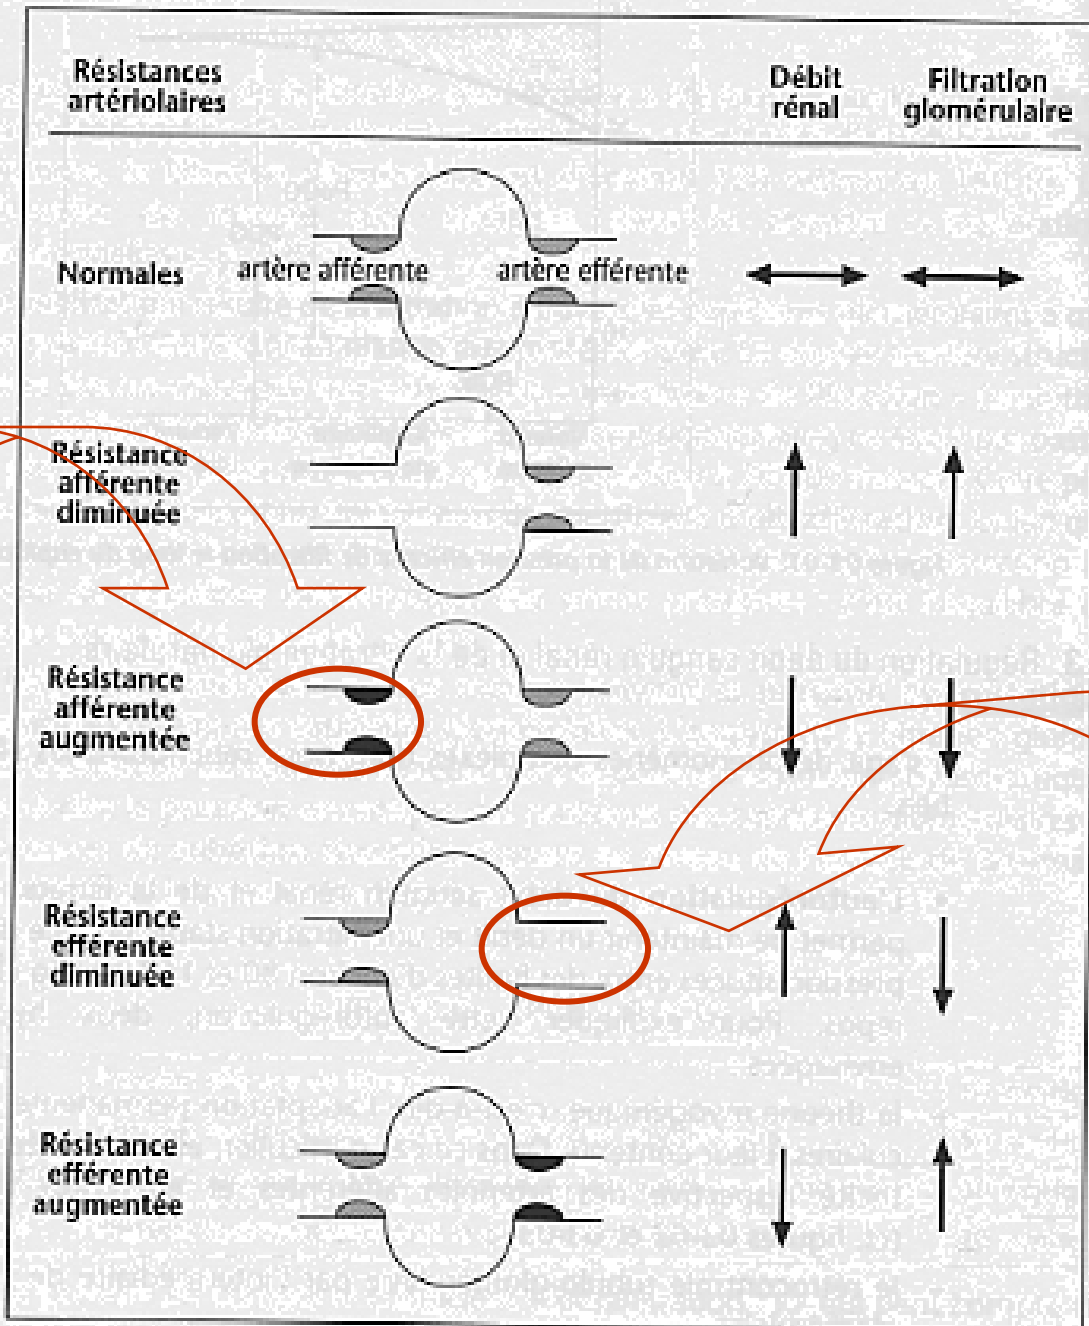 Résistances
artériolaires
Débit
rénal
Filtration
glomérulaire
Normales
artère afférente
artère efférente
Résistance
afférente
diminuée
Résistance
afférente
augmentée
Résistance
efférente
diminuée
Résistance
efférente
augmentée